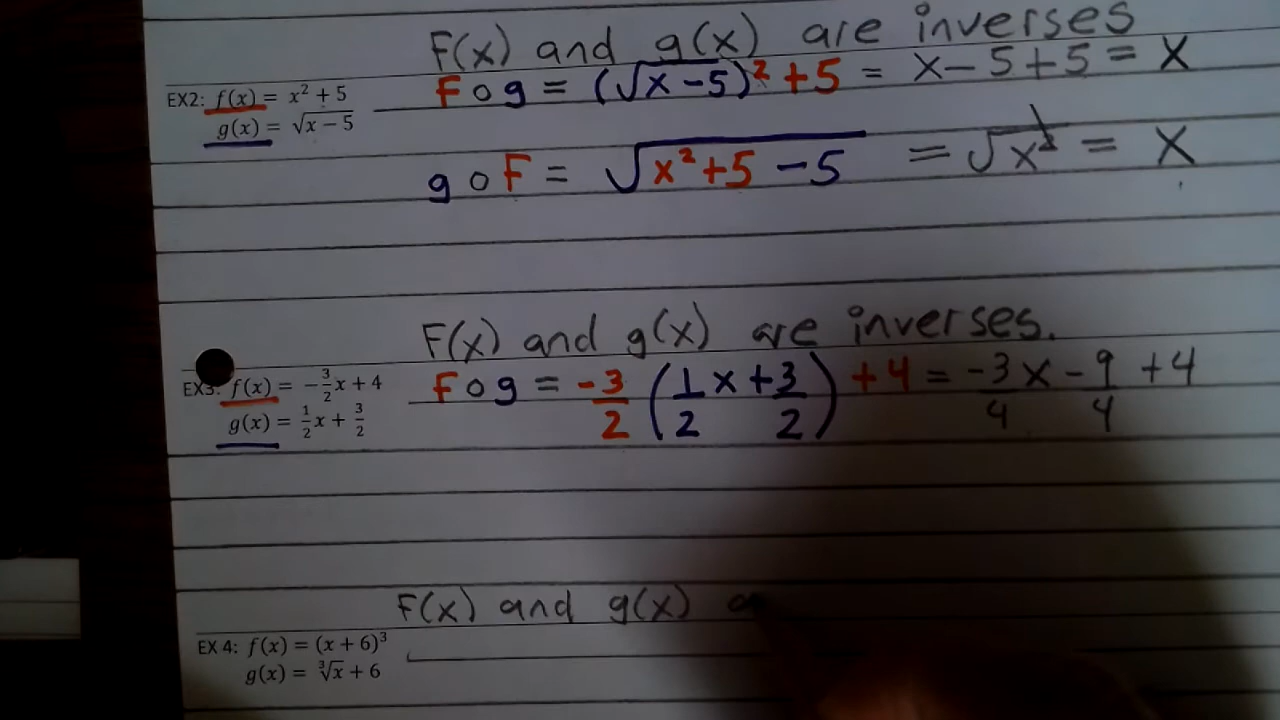 F(x) and g(x) are inverses
EX2: f(x) = x² + 5
F o g = (√x-5)² + 5 = x - 5 + 5 = x
g(x) = √x − 5
g o F = √x² + 5 - 5 = √x² = x
F(x) and g(x) are inverses.
EX3: f(x) = −3/2x + 4
F o g = -3/2 (1/2 x + 3/2) + 4 = -3/4 x - 9/4 + 4
g(x) = 1/2x + 3/2
F(x) and g(x)
EX 4: f(x) = (x + 6)³
g(x) = ∛x + 6